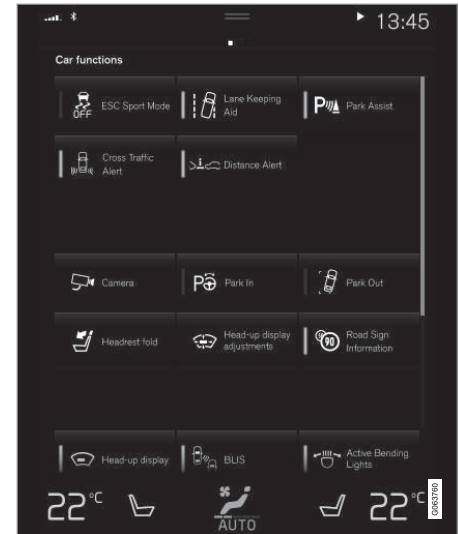 13:45
Car functions
OFF
ESC Sport Mode
Lane Keeping
Aid
P
Park Assist
Cross Traffic
Alert
Distance Alert
Camera
P
Park In
Park Out
Headrest fold
Head-up display
adjustments
90
Road Sign
Information
Head-up display
BLIS
Active Bending
Lights
22°C
AUTO
22°C
G063760